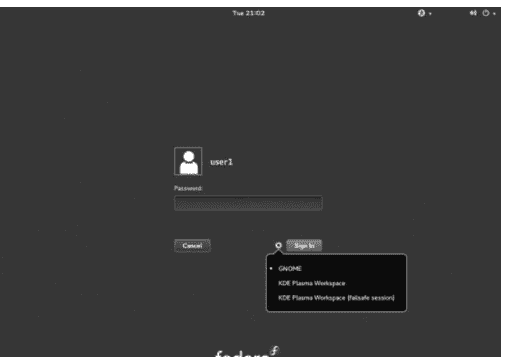 Tue 21:02
user1
Password:
Cancel
Sign In
GNOME
KDE Plasma Workspace
KDE Plasma Workspace (failsafe session)
fedora